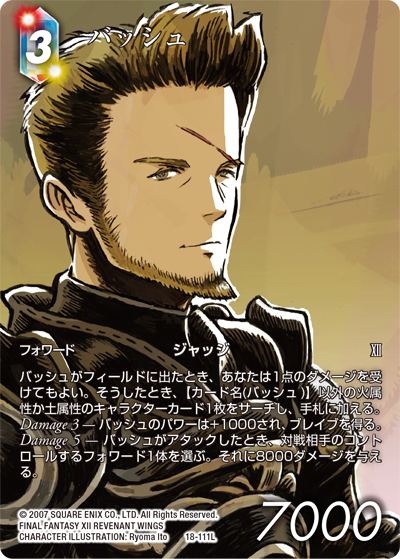 3
バッシュ
フォワード ジャッジ XII
バッシュがフィールドに出たとき、あなたは1点のダメージを受
けてもよい。そうしたとき、【カード名(バッシュ)】以外の火属
性か土属性のキャラクターカード1枚をサーチし、手札に加える。
Damage 3 — バッシュのパワーは+1000され、ブレイブを得る。
Damage 5 — バッシュがアタックしたとき、対戦相手のコント
ロールするフォワード1体を選ぶ。それに8000ダメージを与え
る。
© 2007 SQUARE ENIX CO., LTD. All Rights Reserved.
FINAL FANTASY XII REVENANT WINGS
CHARACTER ILLUSTRATION: Ryoma Ito 18-111L
7000